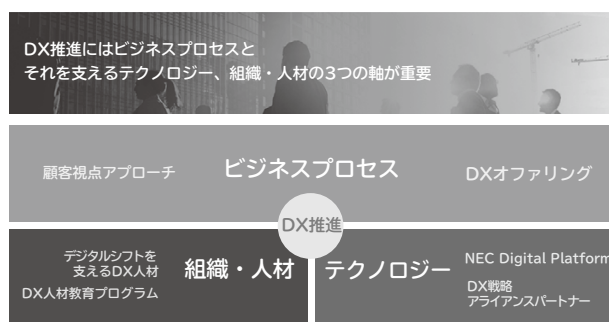 DX推進にはビジネスプロセスと
それを支えるテクノロジー、組織・人材の3つの軸が重要
顧客視点アプローチ
ビジネスプロセス
DXオファリング
DX推進
デジタルシフトを
支えるDX人材
DX人材教育プログラム
組織・人材
テクノロジー
NEC Digital Platform
DX戦略
アライアンスパートナー